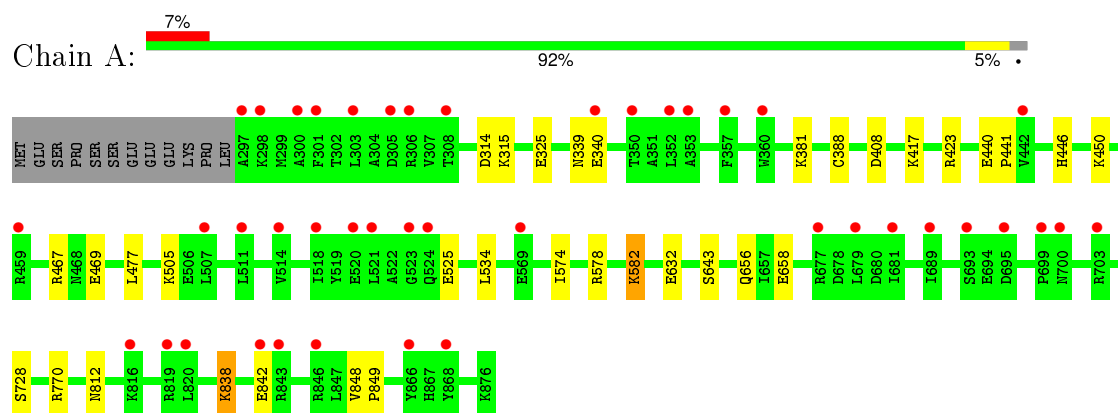 7%
Chain A:
92% 5% •
MET GLU SER PRO SER SER GLU GLU GLU LYS PRO LEU A297 K298 M299 A300 F301 T302 L303 A304 D305 R306 V307 T308 D314 K315 E325 N339 E340 T350 A351 L352 A353 F357 W360 K381 C388 D408 K417 R423 E440 P441 V442 H446 K450
R459 R467 N468 E469 L477 K505 E506 L507 L511 V514 I518 Y519 E520 L521 A522 G523 Q524 E525 L534 E569 I574 R578 K582 E632 S643 Q656 I657 E658 R677 D678 L679 D680 I681 I689 S693 E694 D695 P699 N700 R703
S728 R770 N812 K816 R819 L820 K838 E842 R843 R846 L847 V848 P849 Y866 H867 Y868 K876